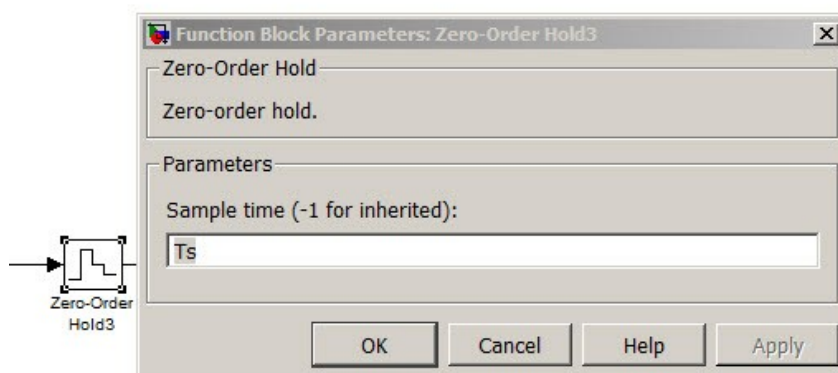 Function Block Parameters: Zero-Order Hold3
Zero-Order Hold
Zero-order hold.
Parameters
Sample time (-1 for inherited):
Ts
Zero-Order
Hold3
OK Cancel Help Apply